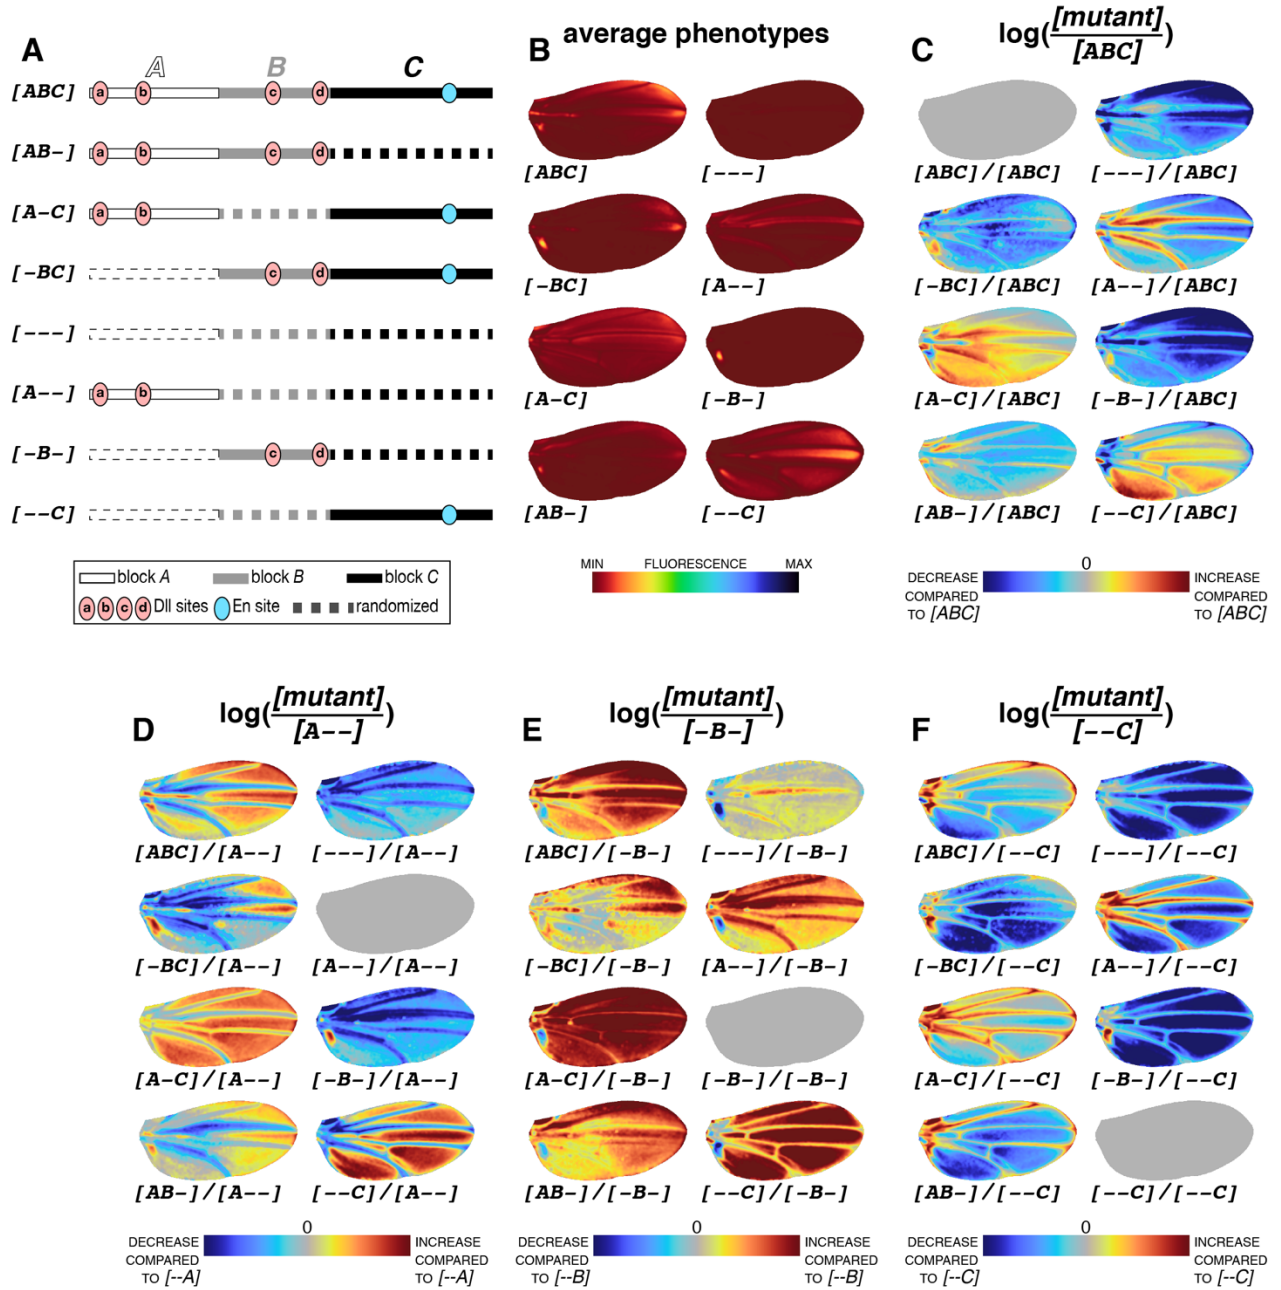 A
A B C
[ABC] a b c d
[AB-] a b c d
[A-C] a b
[-BC] c d
[---]
[A--] a b
[-B-] c d
[--C]
block A block B block C
a b c d Dll sites En site randomized
B average phenotypes
[ABC] [---]
[-BC] [A--]
[A-C] [-B-]
[AB-] [--C]
MIN FLUORESCENCE MAX
C log([mutant]/[ABC])
[ABC]/[ABC] [---]/[ABC]
[-BC]/[ABC] [A--]/[ABC]
[A-C]/[ABC] [-B-]/[ABC]
[AB-]/[ABC] [--C]/[ABC]
0
DECREASE INCREASE
COMPARED COMPARED
TO [ABC] TO [ABC]
D log([mutant]/[A--])
[ABC]/[A--] [---]/[A--]
[-BC]/[A--] [A--]/[A--]
[A-C]/[A--] [-B-]/[A--]
[AB-]/[A--] [--C]/[A--]
0
DECREASE INCREASE
COMPARED COMPARED
TO [--A] TO [--A]
E log([mutant]/[-B-])
[ABC]/[-B-] [---]/[-B-]
[-BC]/[-B-] [A--]/[-B-]
[A-C]/[-B-] [-B-]/[-B-]
[AB-]/[-B-] [--C]/[-B-]
0
DECREASE INCREASE
COMPARED COMPARED
TO [--B] TO [--B]
F log([mutant]/[--C])
[ABC]/[--C] [---]/[--C]
[-BC]/[--C] [A--]/[--C]
[A-C]/[--C] [-B-]/[--C]
[AB-]/[--C] [--C]/[--C]
0
DECREASE INCREASE
COMPARED COMPARED
TO [--C] TO [--C]